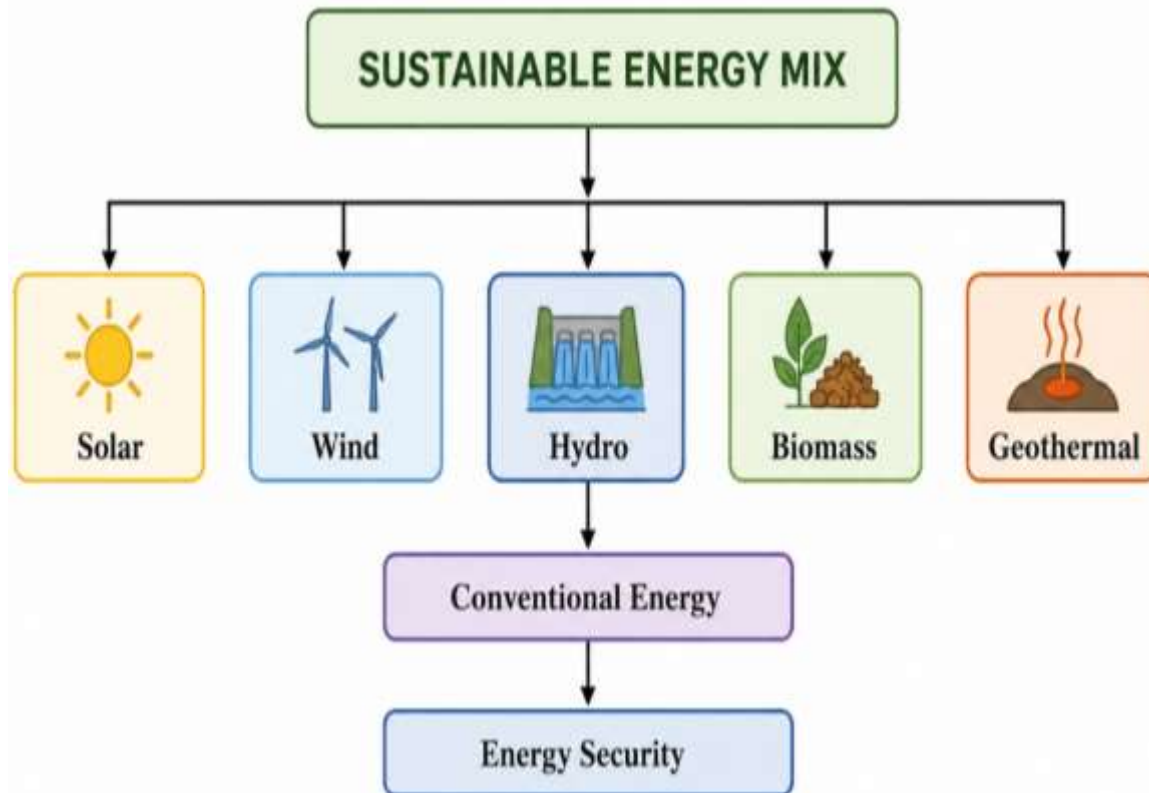 SUSTAINABLE ENERGY MIX
Solar
Wind
Hydro
Biomass
Geothermal
Conventional Energy
Energy Security